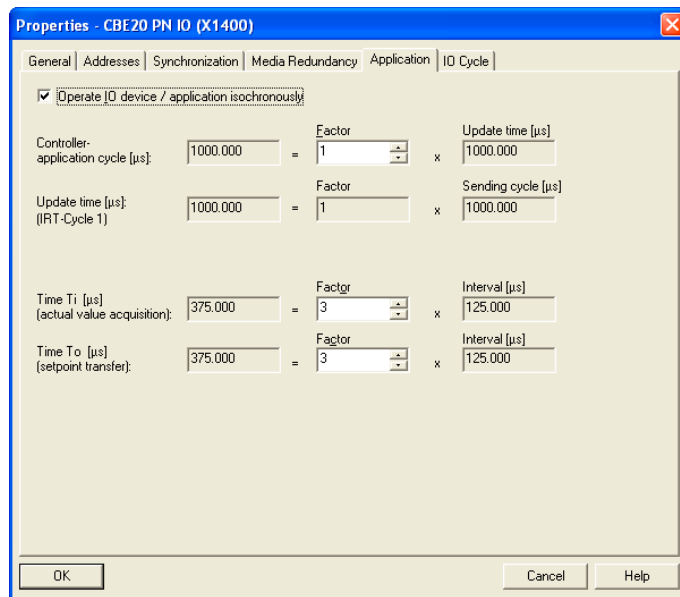 Properties - CBE20 PN IO (X1400)
General Addresses Synchronization Media Redundancy Application IO Cycle
Operate IO device / application isochronously
Factor Update time [µs]
Controller-
application cycle [µs]: 1000.000 = 1 x 1000.000
Factor Sending cycle [µs]
Update time [µs]: 1000.000 = 1 x 1000.000
(IRT-Cycle 1)
Factor Interval [µs]
Time Ti [µs] 375.000 = 3 x 125.000
(actual value acquisition):
Factor Interval [µs]
Time To [µs] 375.000 = 3 x 125.000
(setpoint transfer):
OK Cancel Help